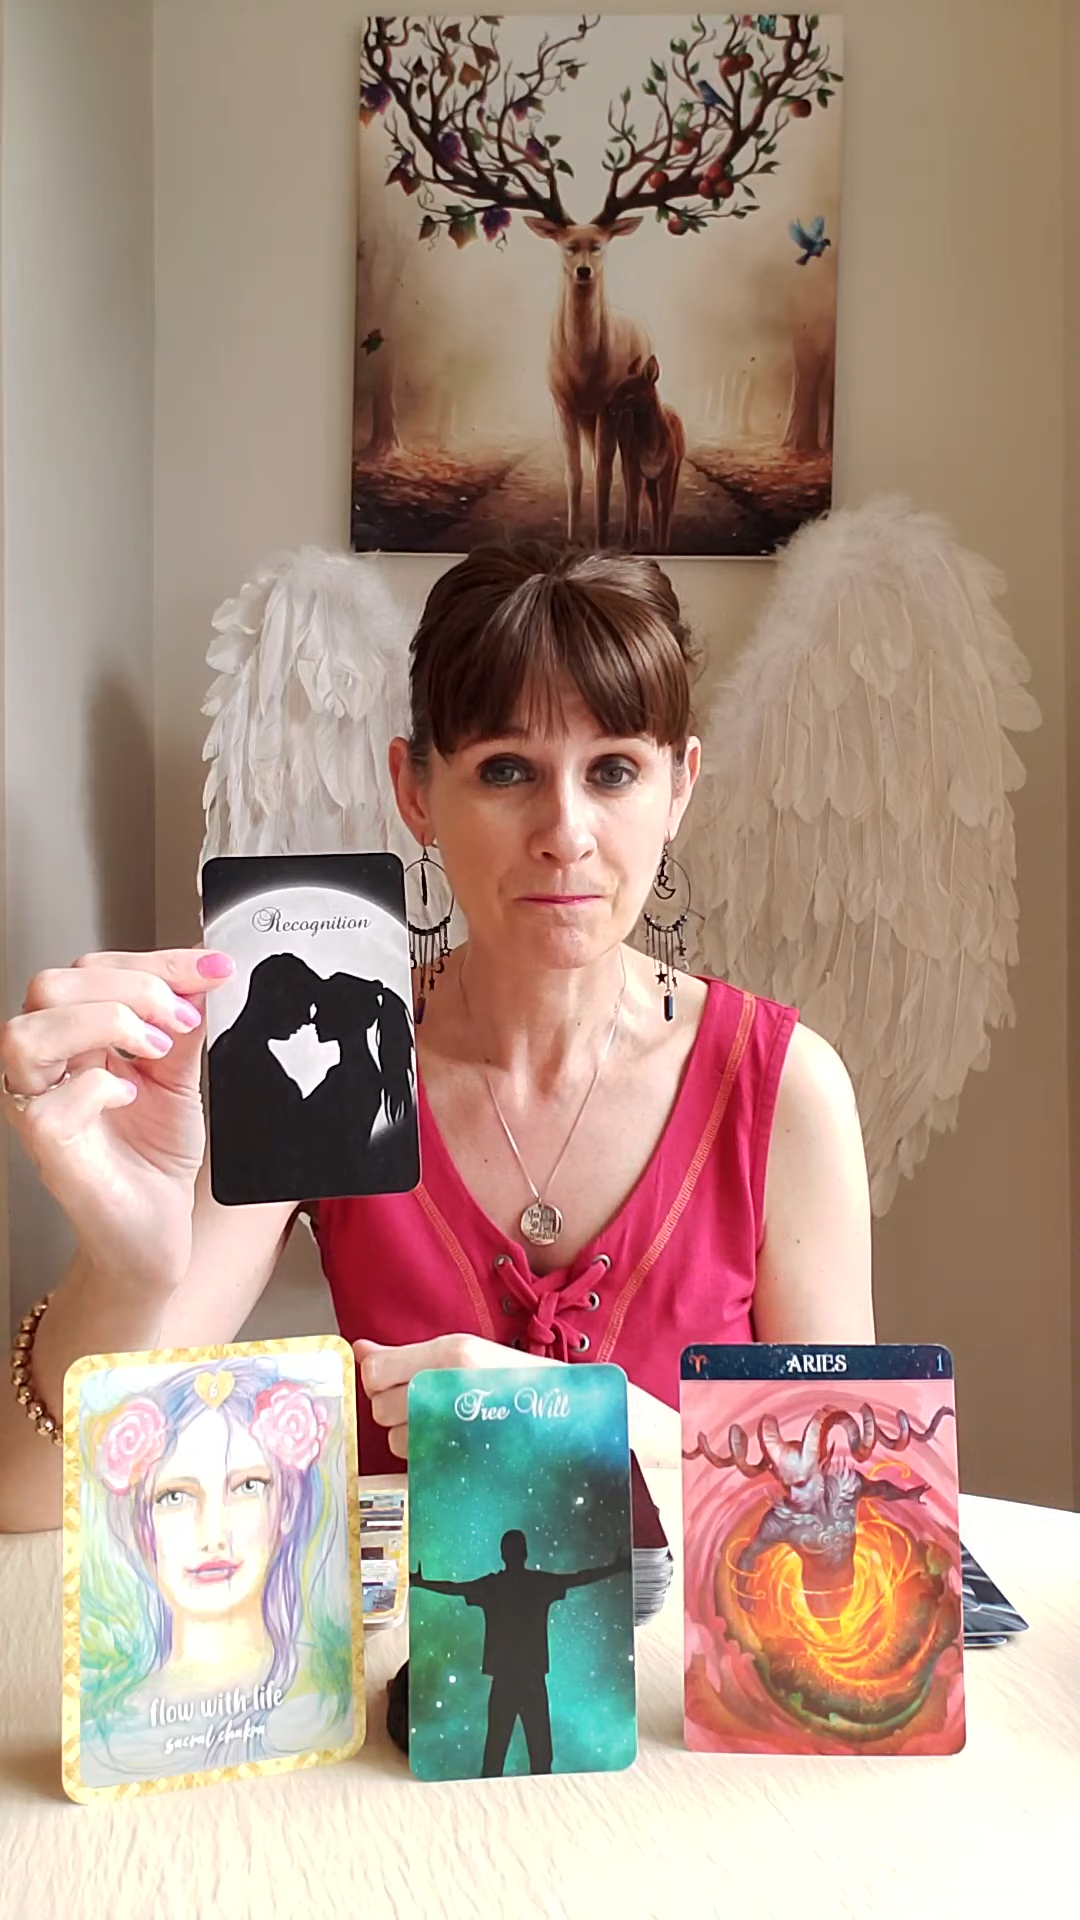 Recognition
6
flow with life
sacral chakra
Free Will
ARIES
1